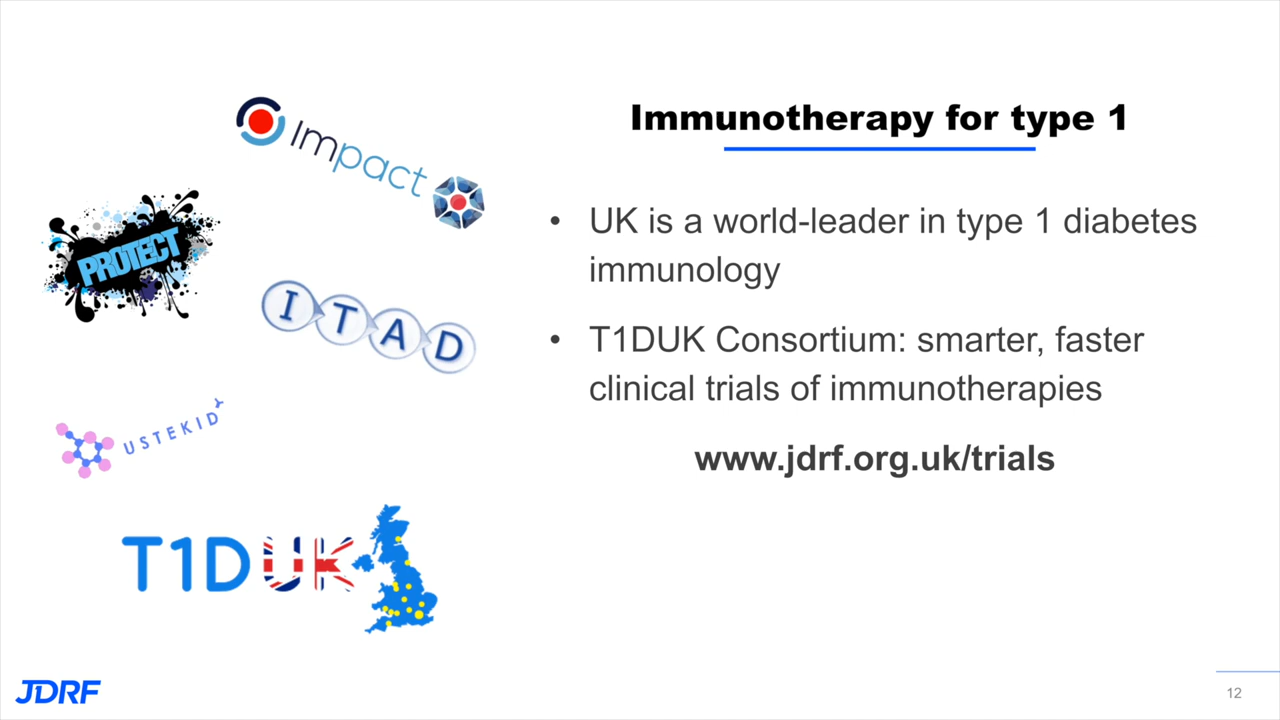 Immunotherapy for type 1
Impact
PROTECT
ITAD
USTEKID
T1DUK
• UK is a world-leader in type 1 diabetes
immunology
• T1DUK Consortium: smarter, faster
clinical trials of immunotherapies
www.jdrf.org.uk/trials
JDRF
12